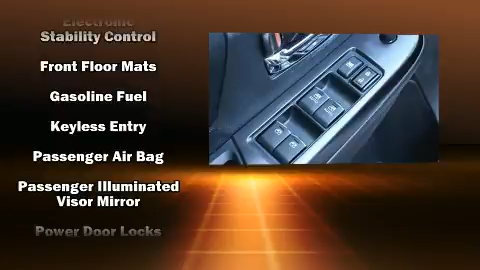 Electronic
Stability Control
Front Floor Mats
Gasoline Fuel
Keyless Entry
Passenger Air Bag
Passenger Illuminated
Visor Mirror
Power Door Locks